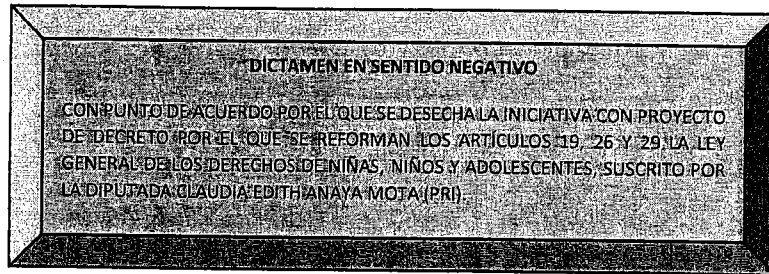 DICTAMEN EN SENTIDO NEGATIVO
CON PUNTO DE ACUERDO POR EL QUE SE DESECHA LA INICIATIVA CON PROYECTO
DE DECRETO POR EL QUE SE REFORMAN LOS ARTÍCULOS 19, 26 Y 29 LA LEY
GENERAL DE LOS DERECHOS DE NIÑAS, NIÑOS Y ADOLESCENTES, SUSCRITO POR
LA DIPUTADA CLAUDIA EDITH ANAYA MOTA (PRI).